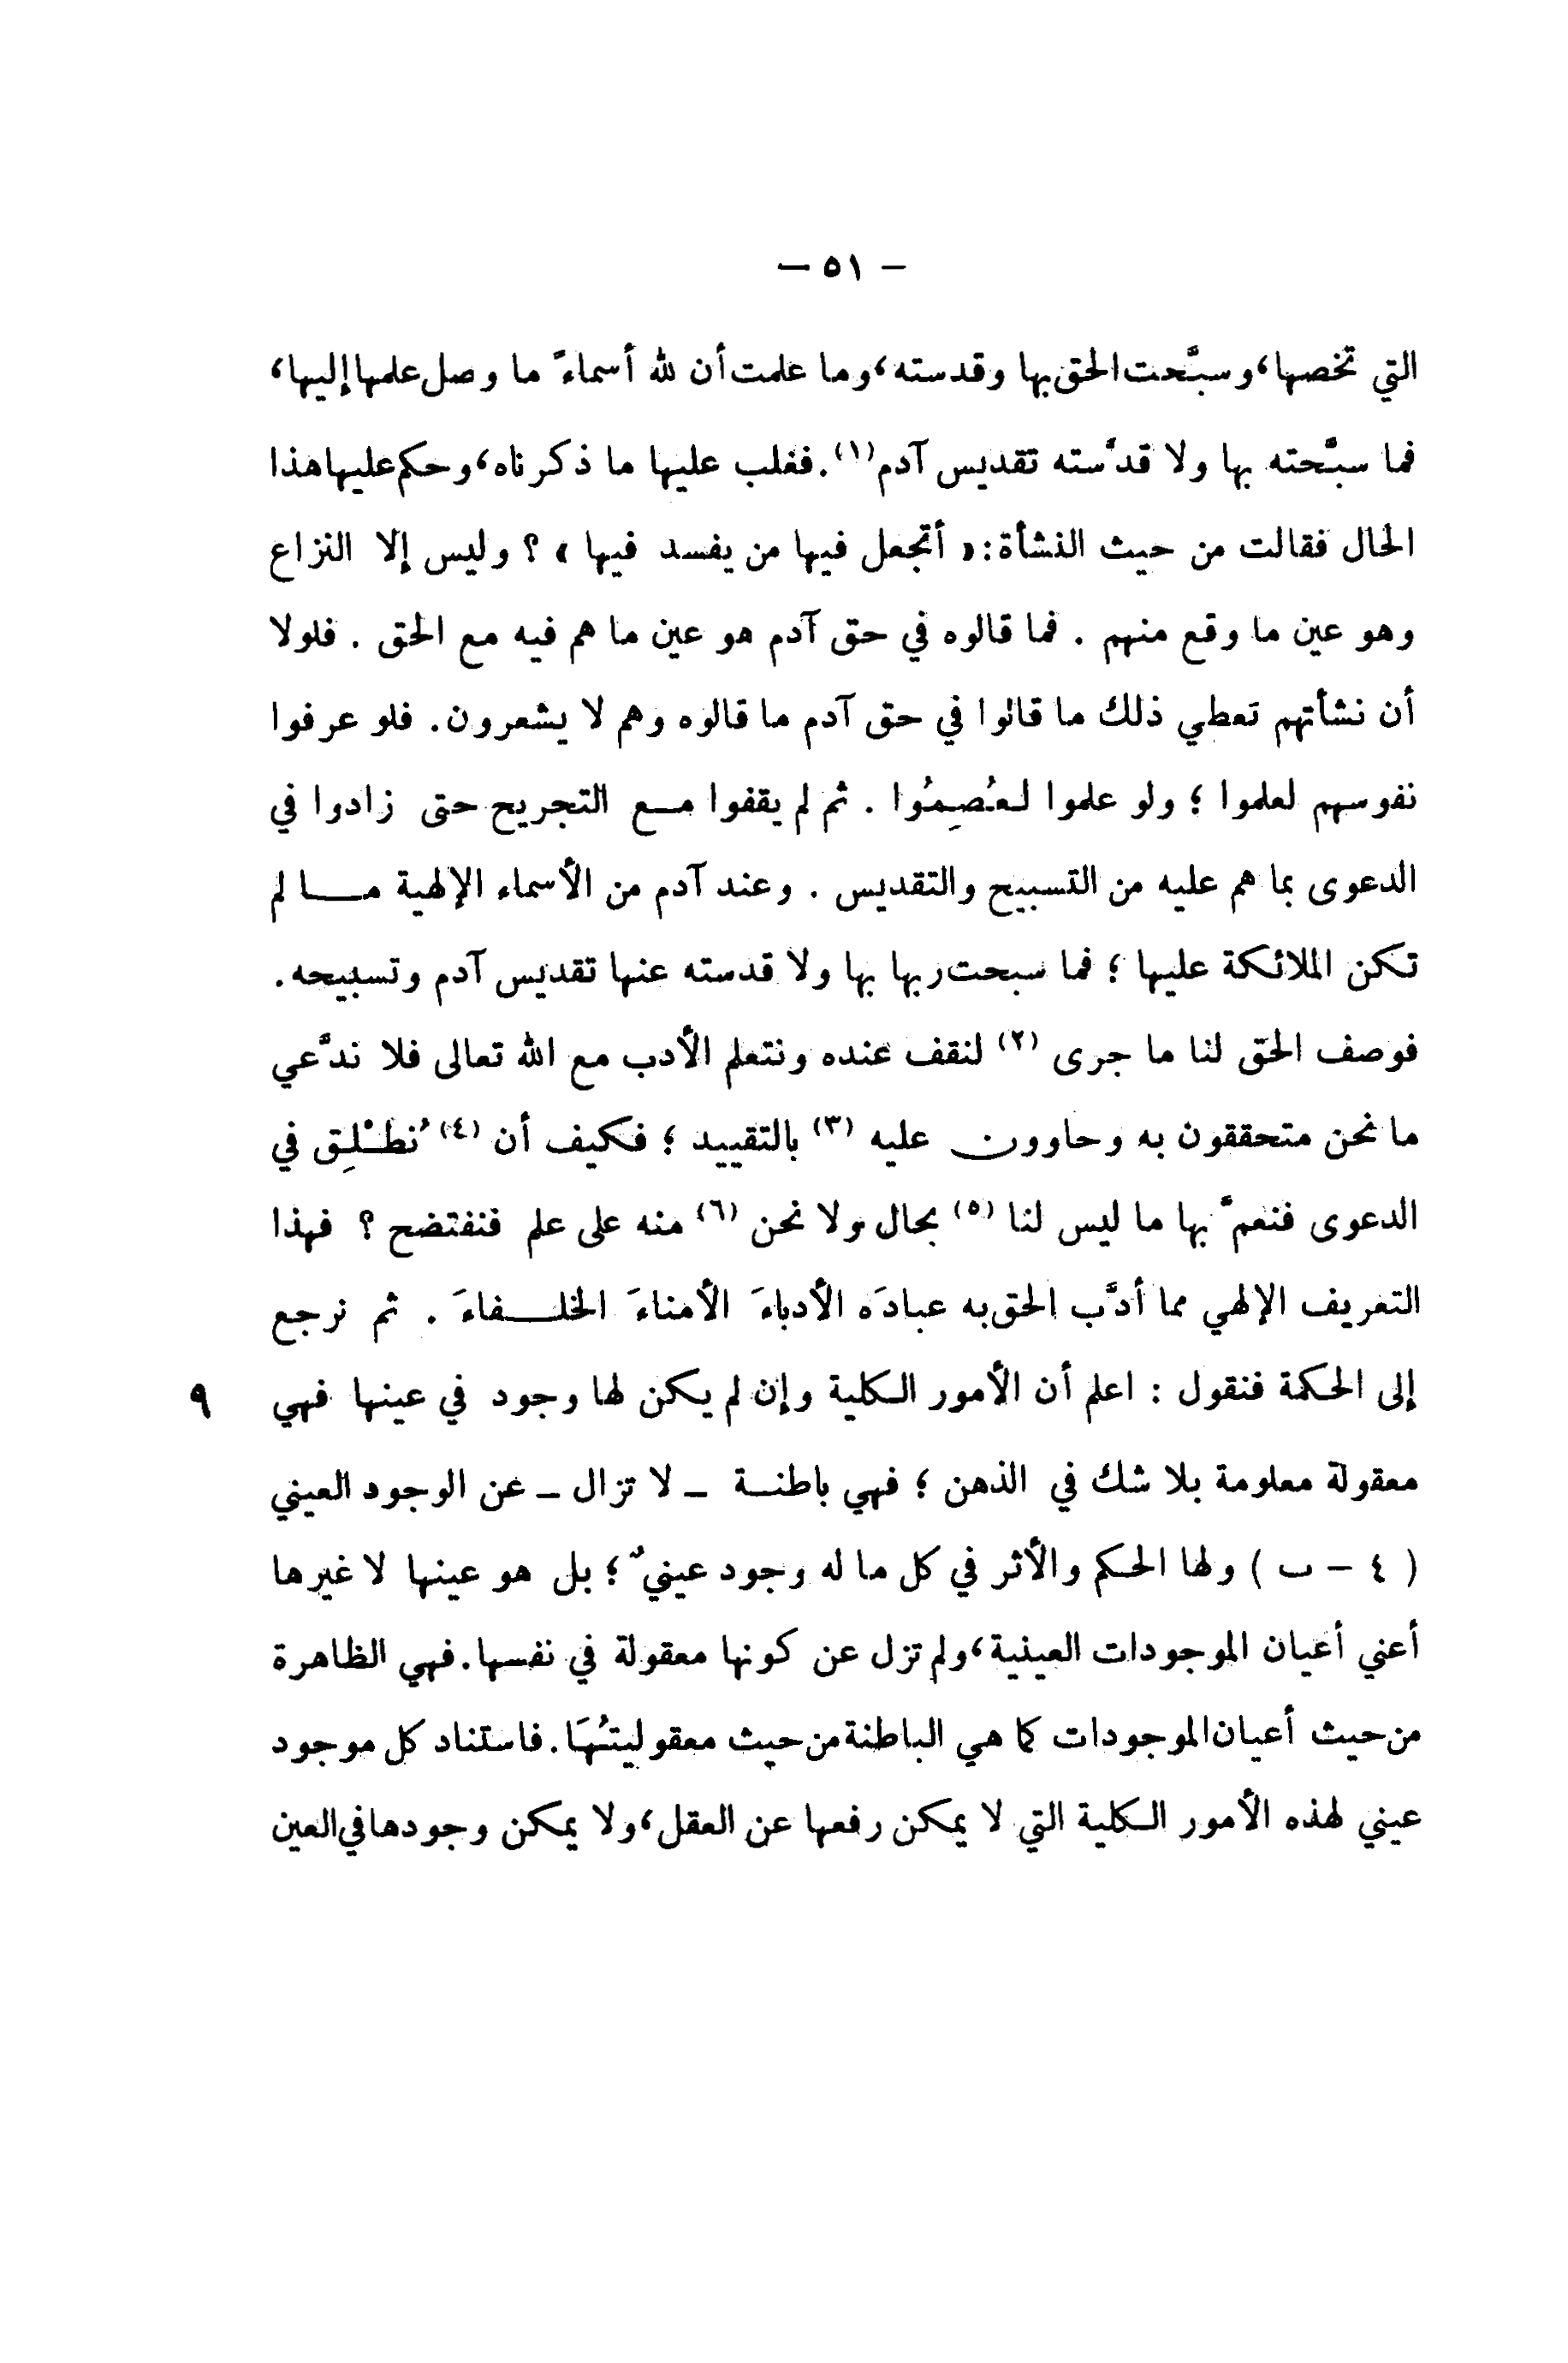 — ٥١ —
التي تخصها، وسبَّحت الحق بها وقدسته، وما علمت أن لله أسماءً ما وصل علمها إليها،
فما سبَّحته بها ولا قدَّسته تقديس آدم (١). فغلب عليها ما ذكرناه، وحكم عليها هذا
الحال فقالت من حيث النشأة: « أتجعل فيها من يفسد فيها » ؟ وليس إلا النزاع
وهو عين ما وقع منهم . فما قالوه في حق آدم هو عين ما هم فيه مع الحق . فلولا
أن نشأتهم تعطي ذلك ما قالوا في حق آدم ما قالوه وهم لا يشعرون. فلو عرفوا
نفوسهم لعلموا ؛ ولو علموا لعُصِمُوا . ثم لم يقفوا مـع التجريح حتى زادوا في
الدعوى بما هم عليه من التسبيح والتقديس . وعند آدم من الأسماء الإلهية مـــا لم
تكن الملائكة عليها ؛ فما سبحت ربها بها ولا قدسته عنها تقديس آدم وتسبيحه.
فوصف الحق لنا ما جرى (٢) لنقف عنده ونتعلم الأدب مع الله تعالى فلا ندَّعي
ما نحن متحققون به وحاوون عليه (٣) بالتقييد ؛ فكيف أن (٤) نُطْلِق في
الدعوى فنعمَّ بها ما ليس لنا (٥) بحال ولا نحن (٦) منه على علم فنفتضح ؟ فهذا
التعريف الإلهي مما أدَّب الحق به عبادَه الأدباءَ الأمناءَ الخلــفاءَ . ثم نرجع
إلى الحكمة فنقول : اعلم أن الأمور الكلية وإن لم يكن لها وجود في عينها فهي ٩
معقولة معلومة بلا شك في الذهن ؛ فهي باطنــة – لا تزال – عن الوجود العيني
( ٤ – ب ) ولها الحكم والأثر في كل ما له وجود عينيٌ ؛ بل هو عينها لا غيرها
أعني أعيان الموجودات العينية، ولم تزل عن كونها معقولة في نفسها. فهي الظاهرة
من حيث أعيان الموجودات كما هي الباطنة من حيث معقوليتُهَا. فاستناد كل موجود
عيني لهذه الأمور الكلية التي لا يمكن رفعها عن العقل، ولا يمكن وجودها في العين